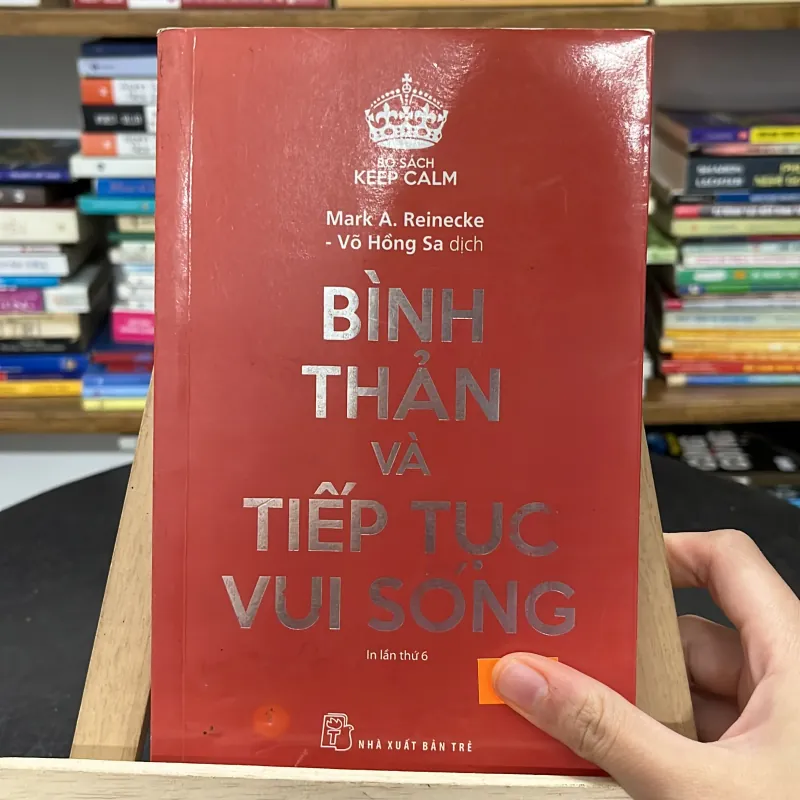 BỘ SÁCH
KEEP CALM
Mark A. Reinecke
- Võ Hồng Sa dịch
BÌNH
THẢN
VÀ
TIẾP TỤC
VUI SỐNG
In lần thứ 6
NHÀ XUẤT BẢN TRẺ